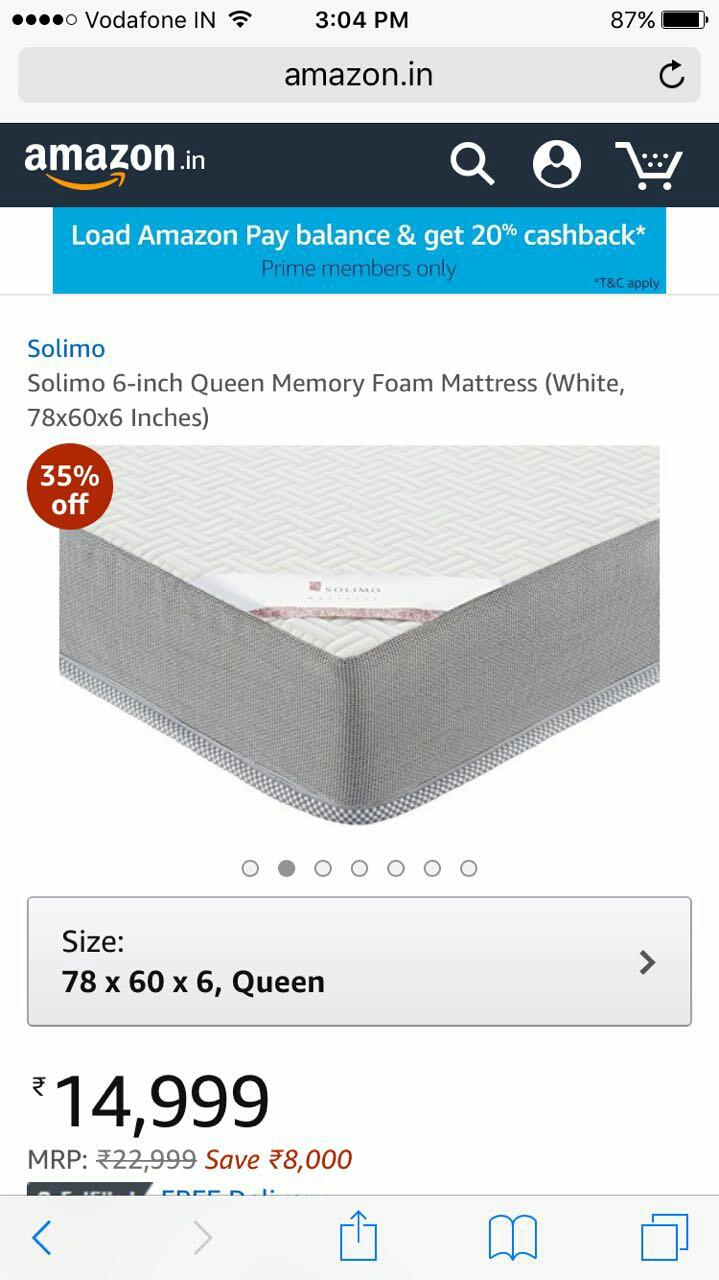 Vodafone IN 3:04 PM 87%
amazon.in
amazon.in
Load Amazon Pay balance & get 20% cashback*
Prime members only
*T&C apply
Solimo
Solimo 6-inch Queen Memory Foam Mattress (White,
78x60x6 Inches)
35%
off
SOLIMO
Size:
78 x 60 x 6, Queen
₹14,999
MRP: ₹22,999 Save ₹8,000
FREE Delivery